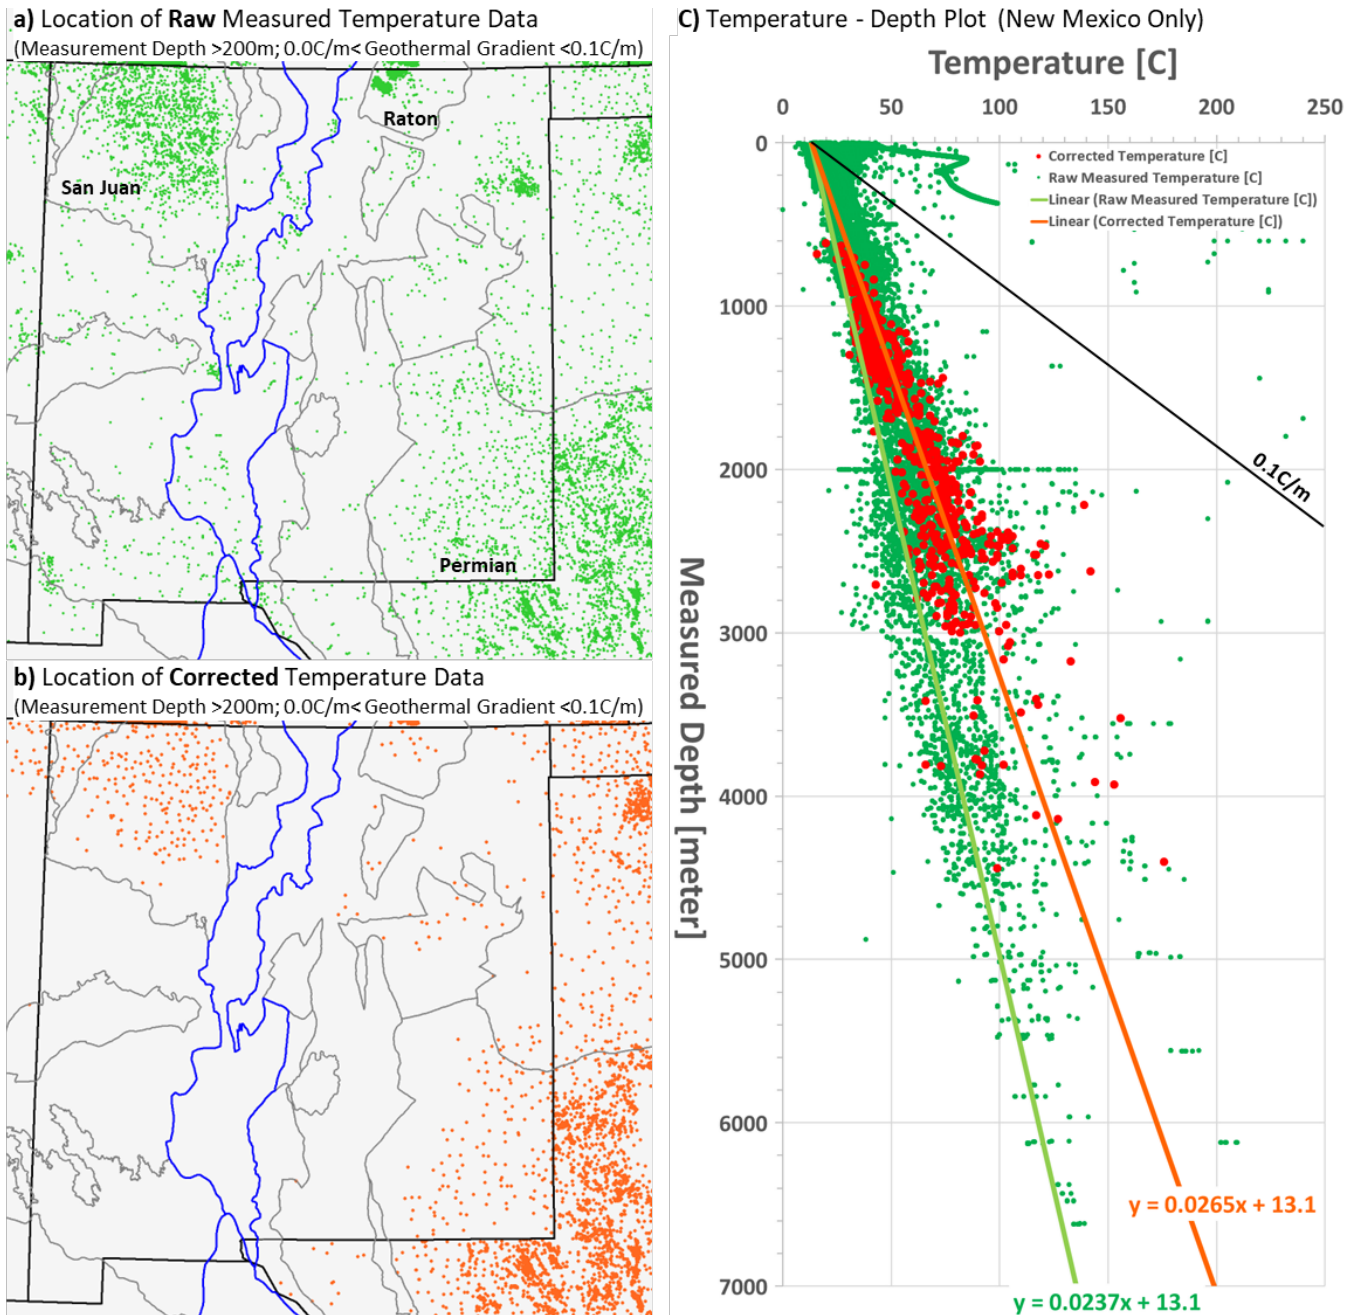 a) Location of Raw Measured Temperature Data
(Measurement Depth >200m; 0.0C/m< Geothermal Gradient <0.1C/m)
Raton
San Juan
Permian
b) Location of Corrected Temperature Data
(Measurement Depth >200m; 0.0C/m< Geothermal Gradient <0.1C/m)
C) Temperature - Depth Plot (New Mexico Only)
Temperature [C]
0 50 100 150 200 250
Corrected Temperature [C]
Raw Measured Temperature [C]
Linear (Raw Measured Temperature [C])
Linear (Corrected Temperature [C])
0.1C/m
Measured Depth [meter]
0
1000
2000
3000
4000
5000
6000
7000
y = 0.0265x + 13.1
y = 0.0237x + 13.1